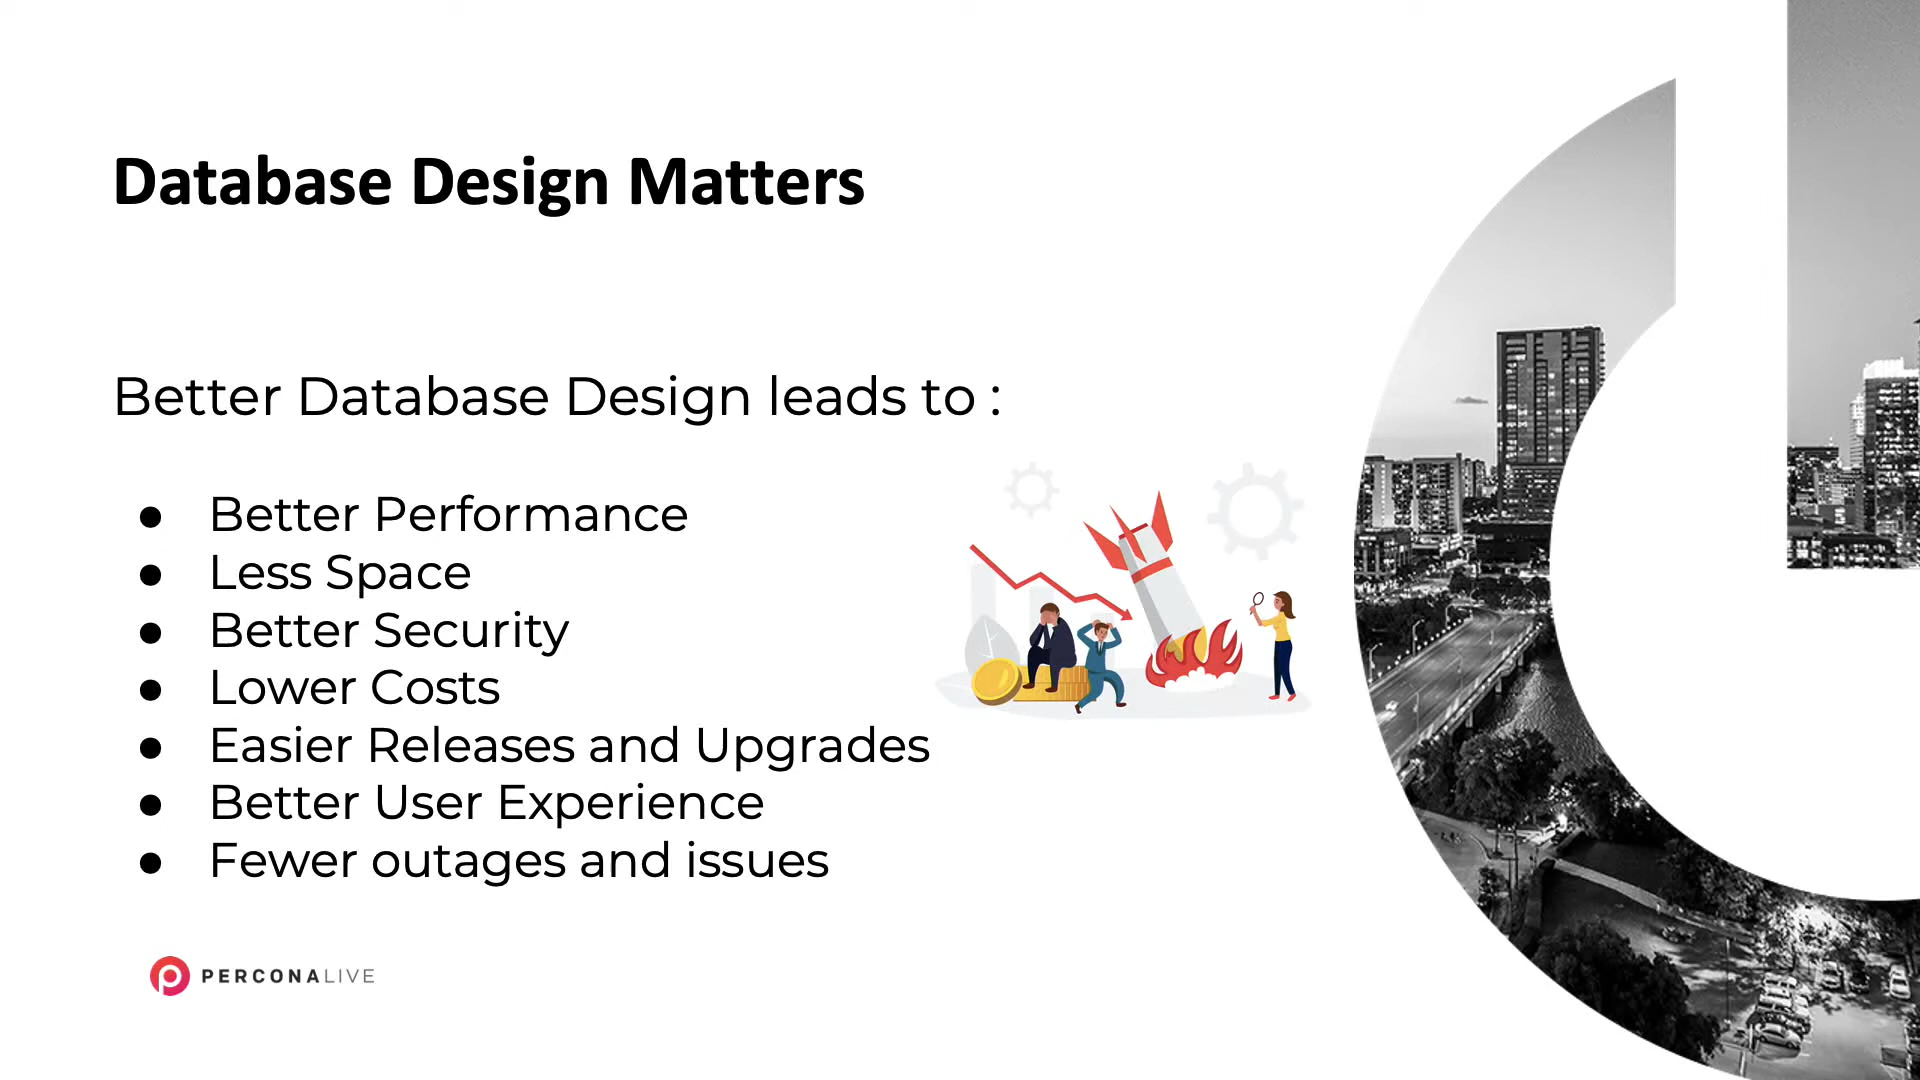 Database Design Matters
Better Database Design leads to :
● Better Performance
● Less Space
● Better Security
● Lower Costs
● Easier Releases and Upgrades
● Better User Experience
● Fewer outages and issues
PERCONALIVE